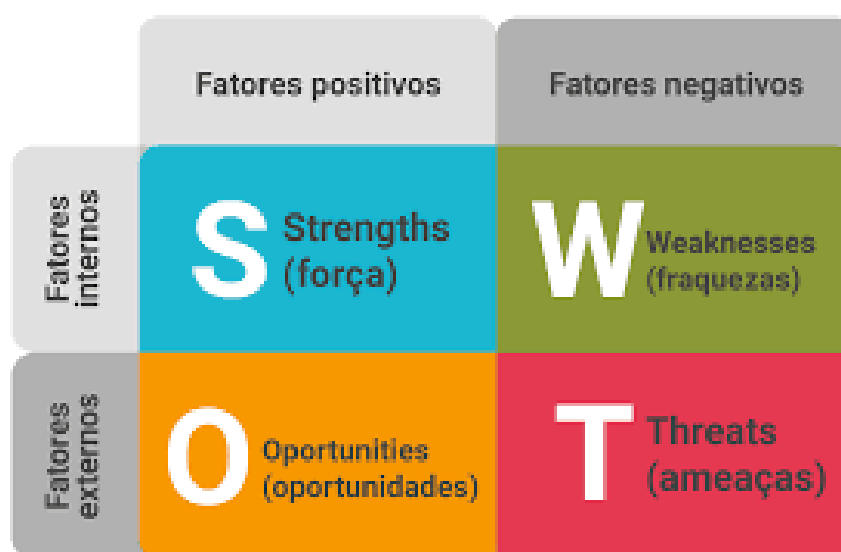 Fatores positivos
Fatores negativos
Fatores
internos
S
Strengths
(força)
W
Weaknesses
(fraquezas)
Fatores
externos
O
Oportunities
(oportunidades)
T
Threats
(ameaças)